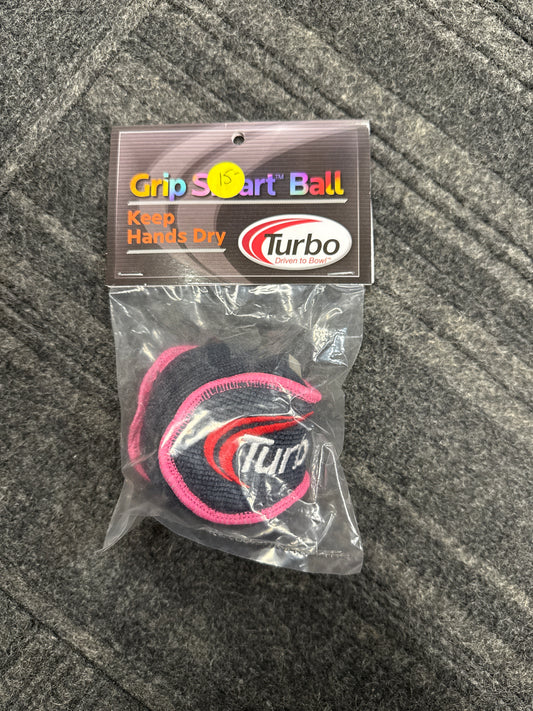 Grip S art™ Ball
15-
Keep
Hands Dry
Turbo
Driven to Bowl™
Turbo